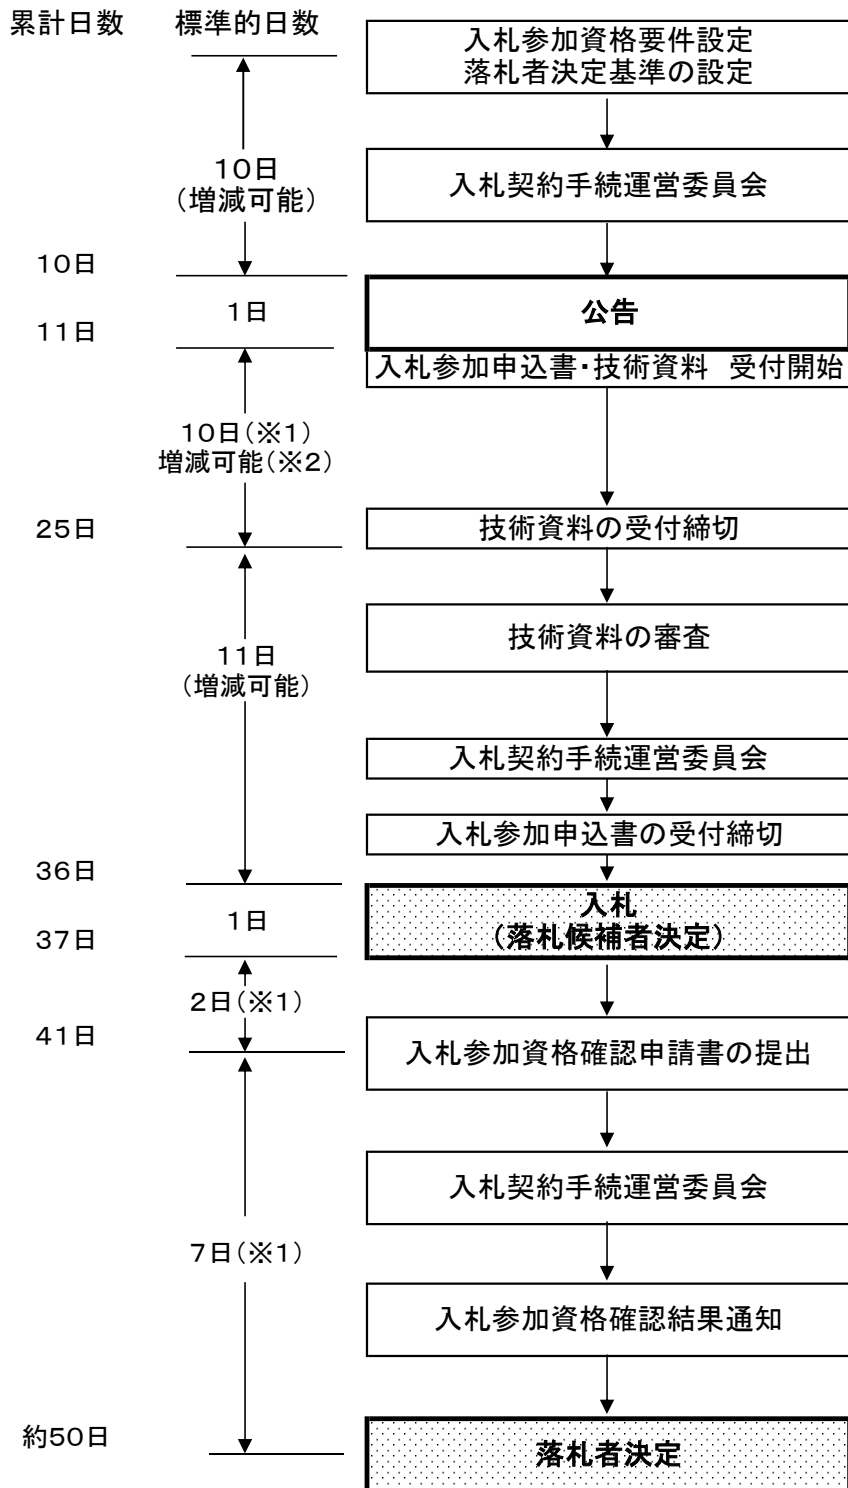 累計日数　標準的日数
入札参加資格要件設定
落札者決定基準の設定
10日
（増減可能）
入札契約手続運営委員会
10日
1日
公告
11日
入札参加申込書・技術資料　受付開始
10日（※1）
増減可能（※2）
25日
技術資料の受付締切
技術資料の審査
11日
（増減可能）
入札契約手続運営委員会
入札参加申込書の受付締切
36日
1日
入札
（落札候補者決定）
37日
2日（※1）
41日
入札参加資格確認申請書の提出
入札契約手続運営委員会
7日（※1）
入札参加資格確認結果通知
約50日
落札者決定